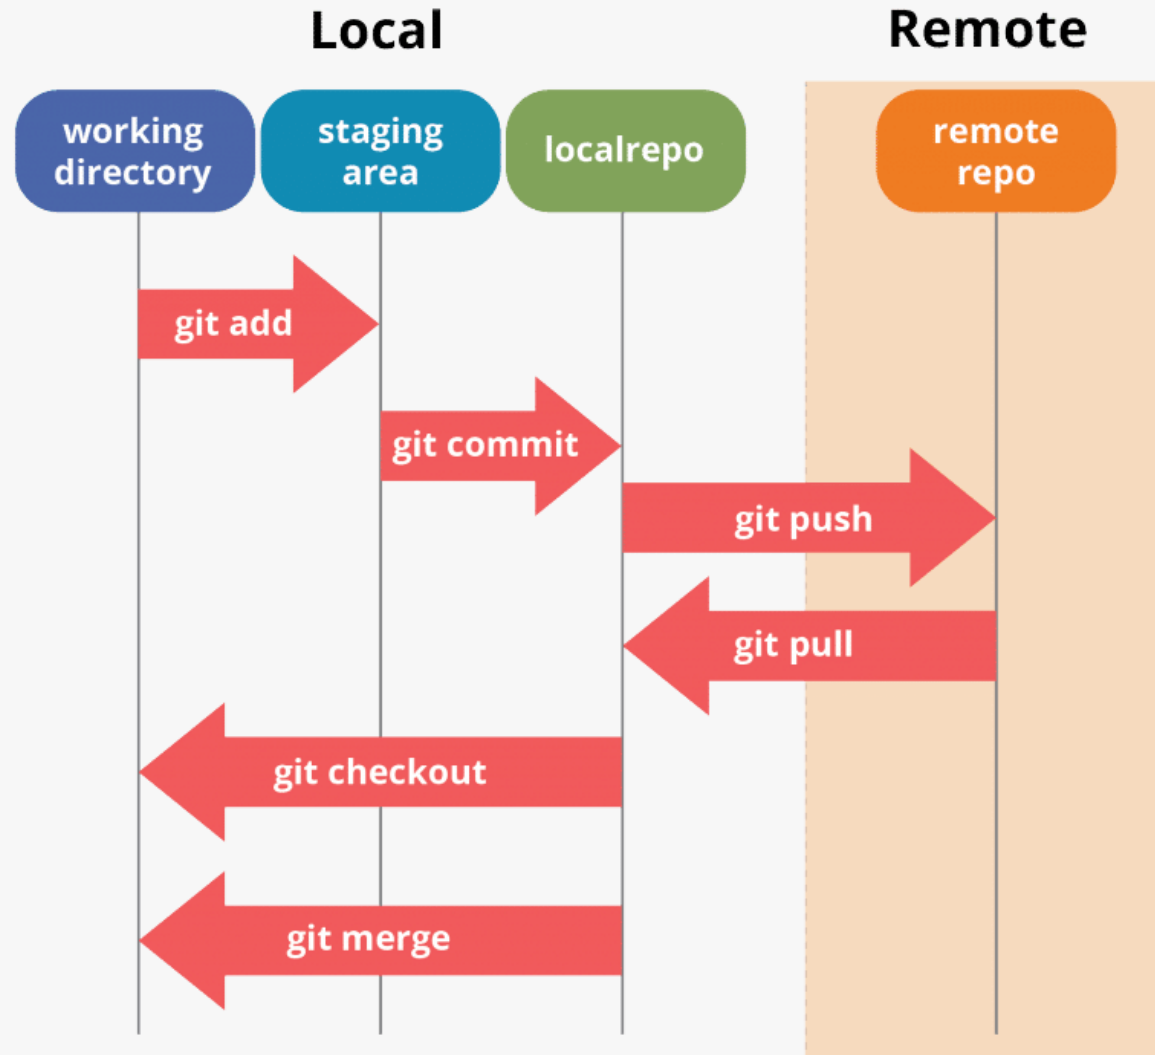 Local
Remote
working
directory
staging
area
localrepo
remote
repo
git add
git commit
git push
git pull
git checkout
git merge